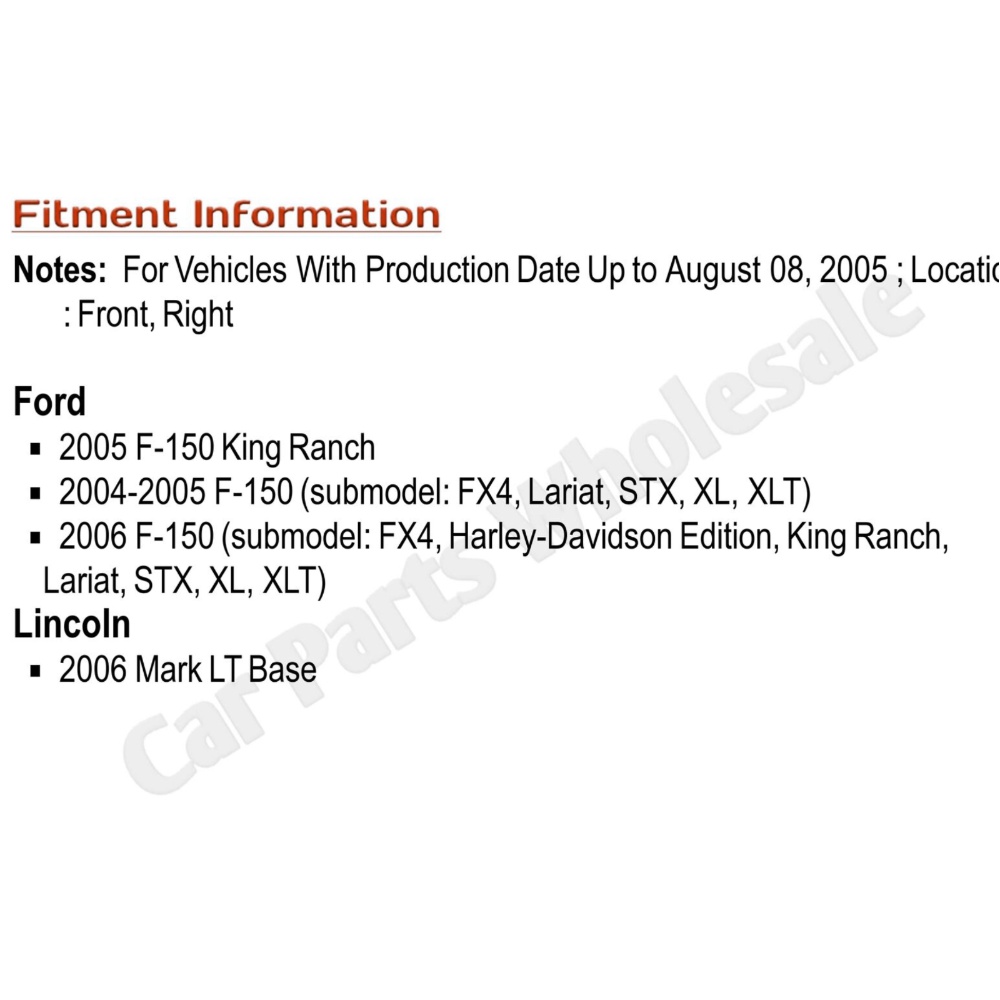 Fitment Information
Notes: For Vehicles With Production Date Up to August 08, 2005 ; Locatio
: Front, Right
Ford
▪ 2005 F-150 King Ranch
▪ 2004-2005 F-150 (submodel: FX4, Lariat, STX, XL, XLT)
▪ 2006 F-150 (submodel: FX4, Harley-Davidson Edition, King Ranch,
Lariat, STX, XL, XLT)
Lincoln
▪ 2006 Mark LT Base
Car Parts Wholesale